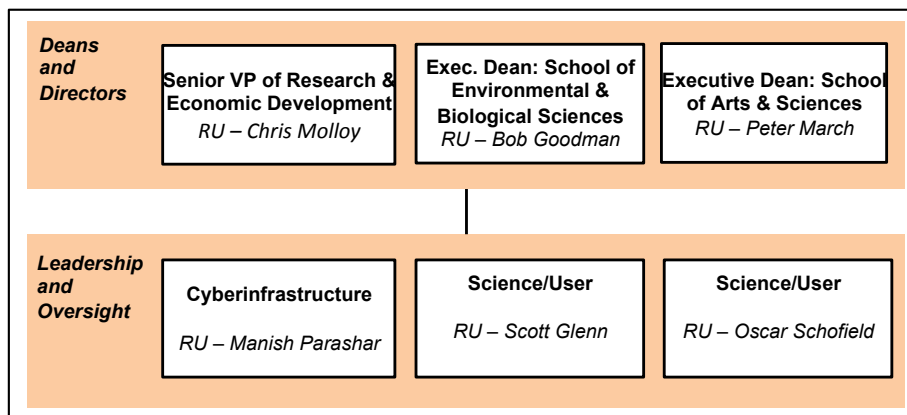 Deans
and
Directors
Senior VP of Research &
Economic Development
RU – Chris Molloy
Exec. Dean: School of
Environmental &
Biological Sciences
RU – Bob Goodman
Executive Dean: School
of Arts & Sciences
RU – Peter March
Leadership
and
Oversight
Cyberinfrastructure
RU – Manish Parashar
Science/User
RU – Scott Glenn
Science/User
RU – Oscar Schofield